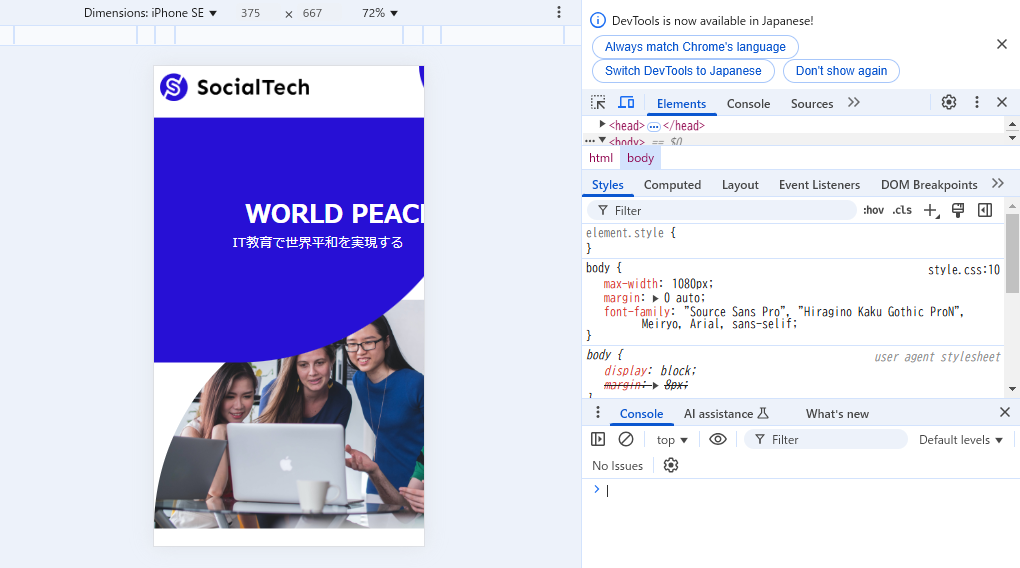 Dimensions: iPhone SE ▼ 375 × 667 72% ▼
DevTools is now available in Japanese!
Always match Chrome's language
Switch DevTools to Japanese
Don't show again
SocialTech
WORLD PEAC
IT教育で世界平和を実現する
Elements
Console
Sources
<head> … </head>
<body> == $0
html
body
Styles
Computed
Layout
Event Listeners
DOM Breakpoints
Filter
:hov
.cls
element.style {
}
body {
style.css:10
max-width: 1080px;
margin: ▶ 0 auto;
font-family: "Source Sans Pro", "Hiragino Kaku Gothic ProN",
Meiryo, Arial, sans-selif;
}
body {
user agent stylesheet
display: block;
margin: ▶ 8px;
Console
AI assistance
What's new
top ▼
Filter
Default levels ▼
No Issues